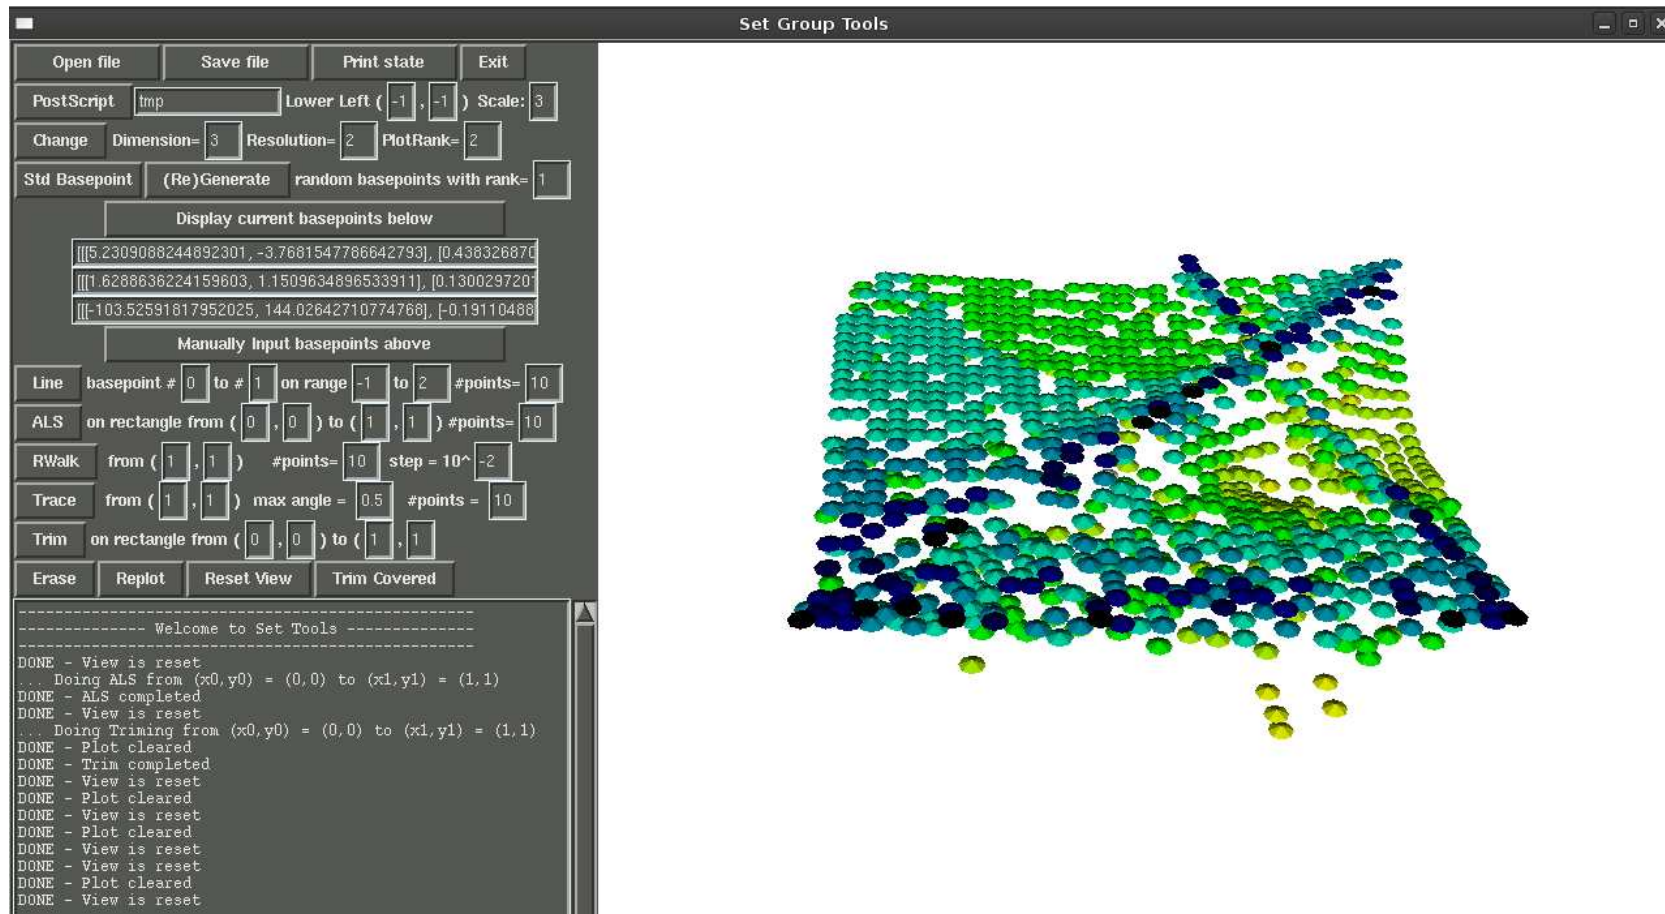 Set Group Tools
Open file Save file Print state Exit
PostScript tmp Lower Left ( -1 , -1 ) Scale: 3
Change Dimension= 3 Resolution= 2 PlotRank= 2
Std Basepoint (Re)Generate random basepoints with rank= 1
Display current basepoints below
[[[5.2309088244892301, -3.7681547786642793], [0.438326870
[[[1.6288636224159603, 1.1509634896533911], [0.130029720
[[[-103.52591817952025, 144.02642710774768], [-0.19110488
Manually Input basepoints above
Line basepoint # 0 to # 1 on range -1 to 2 #points= 10
ALS on rectangle from ( 0 , 0 ) to ( 1 , 1 ) #points= 10
RWalk from ( 1 , 1 ) #points= 10 step = 10^ -2
Trace from ( 1 , 1 ) max angle = 0.5 #points = 10
Trim on rectangle from ( 0 , 0 ) to ( 1 , 1
Erase Replot Reset View Trim Covered
--------------------------------------------------
-------------- Welcome to Set Tools --------------
--------------------------------------------------
DONE - View is reset
... Doing ALS from (x0,y0) = (0,0) to (x1,y1) = (1,1)
DONE - ALS completed
DONE - View is reset
... Doing Triming from (x0,y0) = (0,0) to (x1,y1) = (1,1)
DONE - Plot cleared
DONE - Trim completed
DONE - View is reset
DONE - Plot cleared
DONE - View is reset
DONE - Plot cleared
DONE - View is reset
DONE - View is reset
DONE - Plot cleared
DONE - View is reset